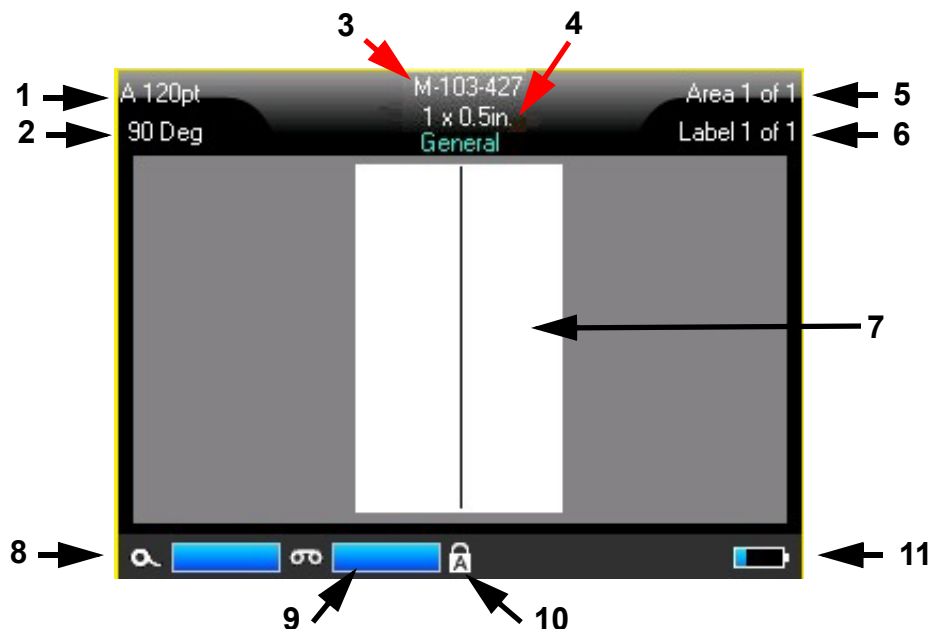 3
4
1
A 120pt
M-103-427
Area 1 of 1
5
2
90 Deg
1 x 0.5in.
Label 1 of 1
6
General
7
8
A
11
9
10